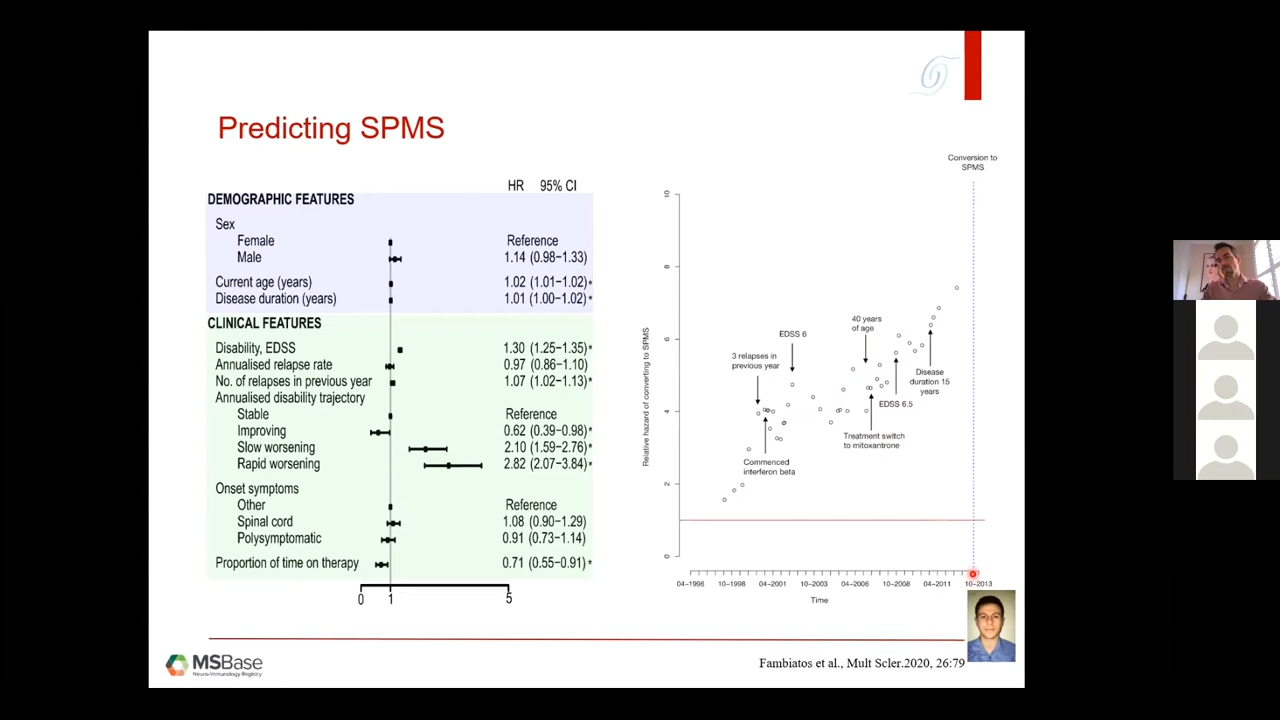 Predicting SPMS
HR 95% CI
DEMOGRAPHIC FEATURES
Sex
Female Reference
Male 1.14 (0.98−1.33)
Current age (years) 1.02 (1.01−1.02)*
Disease duration (years) 1.01 (1.00−1.02)*
CLINICAL FEATURES
Disability, EDSS 1.30 (1.25−1.35)*
Annualised relapse rate 0.97 (0.86−1.10)
No. of relapses in previous year 1.07 (1.02−1.13)*
Annualised disability trajectory
Stable Reference
Improving 0.62 (0.39−0.98)*
Slow worsening 2.10 (1.59−2.76)*
Rapid worsening 2.82 (2.07−3.84)*
Onset symptoms
Other Reference
Spinal cord 1.08 (0.90−1.29)
Polysymptomatic 0.91 (0.73−1.14)
Proportion of time on therapy 0.71 (0.55−0.91)*
0 1 5
Conversion to
SPMS
Relative hazard of converting to SPMS
10
8
6
4
2
0
3 relapses in
previous year
Commenced
interferon beta
EDSS 6
40 years
of age
Treatment switch
to mitoxantrone
EDSS 6.5
Disease
duration 15
years
04−1996 10−1998 04−2001 10−2003 04−2006 10−2008 04−2011 10−2013
Time
MSBase
Neuro-Immunology Registry
Fambiatos et al., Mult Scler.2020, 26:79